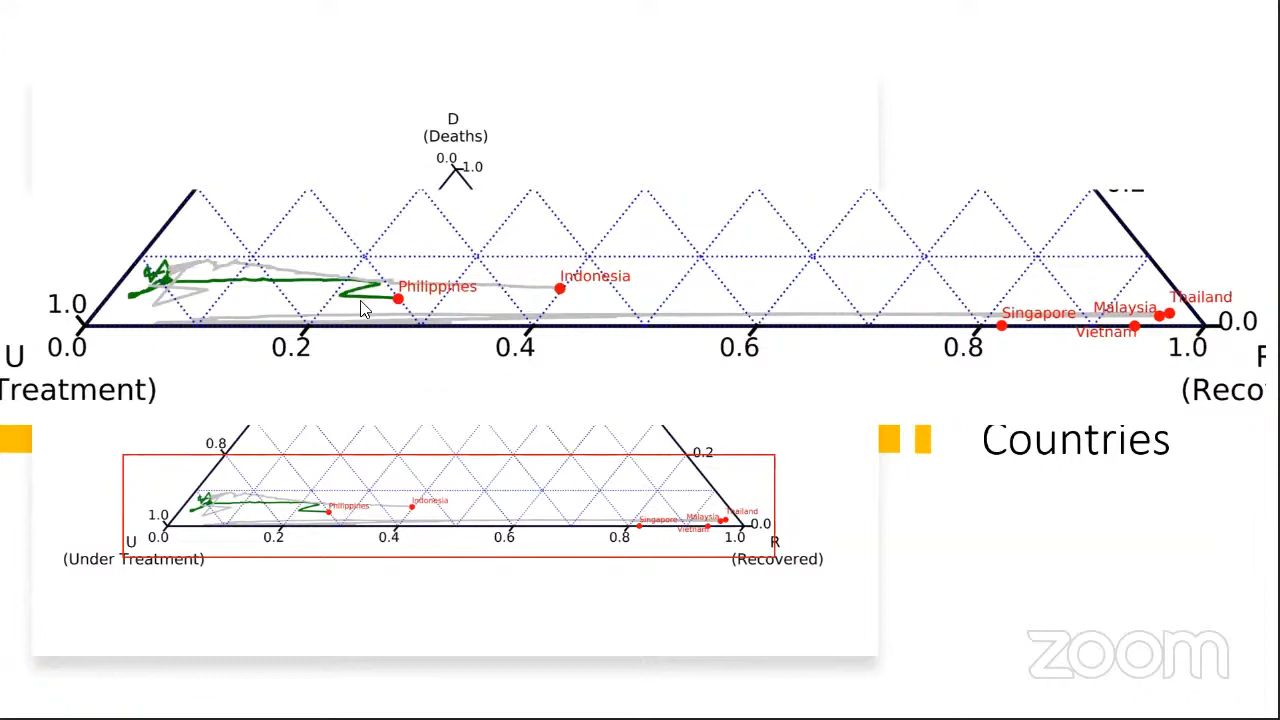 D
(Deaths)
0.0
1.0
0.2
Indonesia
Philippines
Thailand
Malaysia
Singapore
Vietnam
1.0
0.0
0.0
0.2
0.4
0.6
0.8
1.0
U
R
Treatment)
(Reco
Countries
0.8
0.2
Indonesia
Philippines
Thailand
Malaysia
Singapore
Vietnam
1.0
0.0
0.0
0.2
0.4
0.6
0.8
1.0
U
R
(Under Treatment)
(Recovered)
zoom